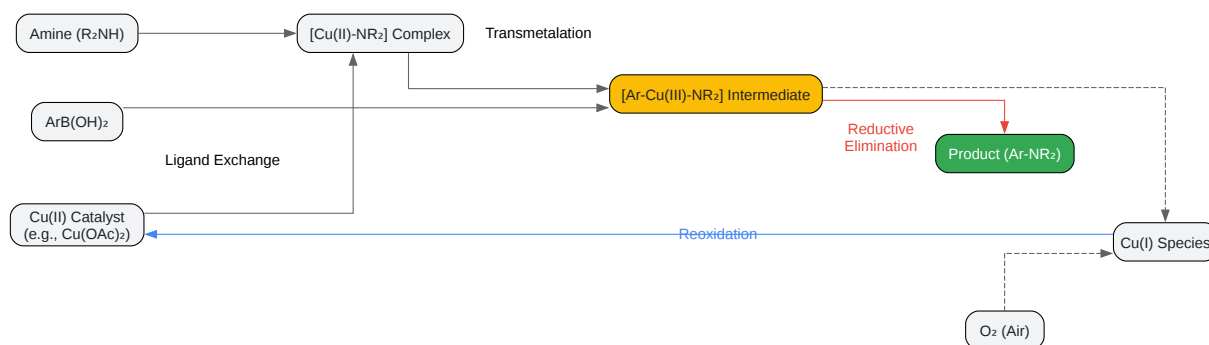 Amine (R₂NH)
[Cu(II)-NR₂] Complex
Transmetalation
[Ar-Cu(III)-NR₂] Intermediate
ArB(OH)₂
Reductive
Elimination
Product (Ar-NR₂)
Ligand Exchange
Cu(II) Catalyst
(e.g., Cu(OAc)₂)
Reoxidation
Cu(I) Species
O₂ (Air)